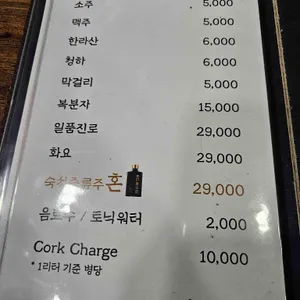 소주 5,000
맥주 5,000
한라산 6,000
청하 6,000
막걸리 5,000
복분자 15,000
일품진로 29,000
화요 29,000
혼 29,000
음료수 / 토닉워터 2,000
Cork Charge 10,000
* 1리터 기준 병당